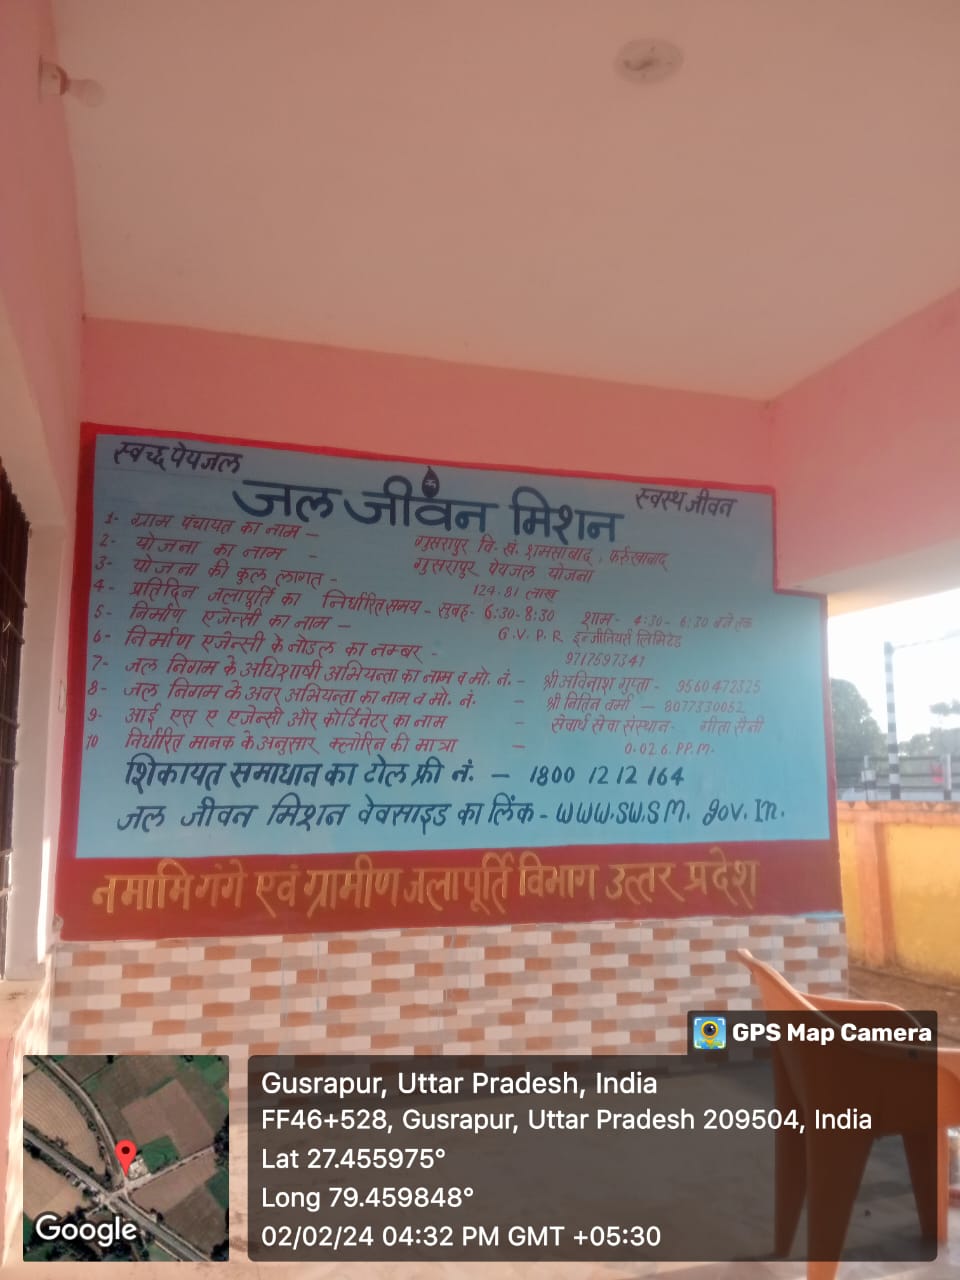 स्वच्छ पेयजल
जल जीवन मिशन
स्वस्थ जीवन
1- ग्राम पंचायत का नाम - गुसरापुर वि. खं. शमसाबाद, फर्रुखाबाद
2- योजना का नाम - गुसरापुर पेयजल योजना
3- योजना की कुल लागत - 124.81 लाख
4- प्रतिदिन जलापूर्ति का निर्धारित समय - सुबह- 6:30-8:30 शाम- 4:30-6:30 बजे तक
5- निर्माण एजेन्सी का नाम - G.V.P.R इन्जीनियर्स लिमिटेड
6- निर्माण एजेन्सी के नोडल का नम्बर - 9717597341
7- जल निगम के अधिशाषी अभियन्ता का नाम व मो. नं. - श्री अविनाश गुप्ता - 9560472325
8- जल निगम के अवर अभियन्ता का नाम व मो. नं. - श्री नितिन वर्मा - 8077330052
9- आई एस ए एजेन्सी और कोर्डिनेटर का नाम - सेवार्थ सेवा संस्थान- गीता सैनी
10 निर्धारित मानक के अनुसार क्लोरिन की मात्रा - 0.026.PP.M.
शिकायत समाधान का टोल फ्री नं. - 1800 1212 164
जल जीवन मिशन वेवसाइड का लिंक - WWW.SWSM.gov.In.
नमामि गंगे एवं ग्रामीण जलापूर्ति विभाग उत्तर प्रदेश
GPS Map Camera
Gusrapur, Uttar Pradesh, India
FF46+528, Gusrapur, Uttar Pradesh 209504, India
Lat 27.455975°
Long 79.459848°
02/02/24 04:32 PM GMT +05:30
Google